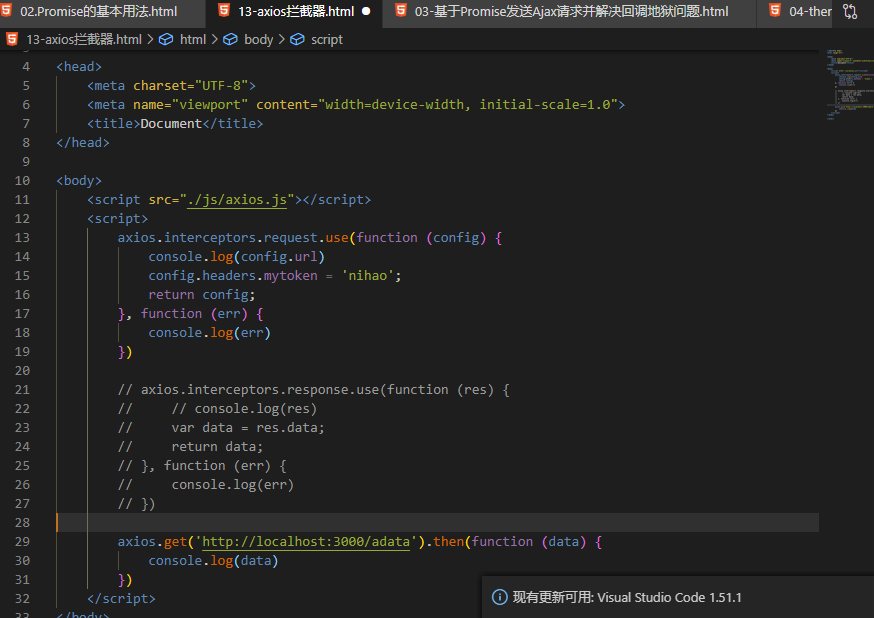 02.Promise的基本用法.html
13-axios拦截器.html
03-基于Promise发送Ajax请求并解决回调地狱问题.html
04-ther
13-axios拦截器.html > html > body > script
4 <head>
5 <meta charset="UTF-8">
6 <meta name="viewport" content="width=device-width, initial-scale=1.0">
7 <title>Document</title>
8 </head>
9
10 <body>
11 <script src="./js/axios.js"></script>
12 <script>
13 axios.interceptors.request.use(function (config) {
14 console.log(config.url)
15 config.headers.mytoken = 'nihao';
16 return config;
17 }, function (err) {
18 console.log(err)
19 })
20
21 // axios.interceptors.response.use(function (res) {
22 // // console.log(res)
23 // var data = res.data;
24 // return data;
25 // }, function (err) {
26 // console.log(err)
27 // })
28
29 axios.get('http://localhost:3000/adata').then(function (data) {
30 console.log(data)
31 })
32 </script>
33 </body>
现有更新可用: Visual Studio Code 1.51.1